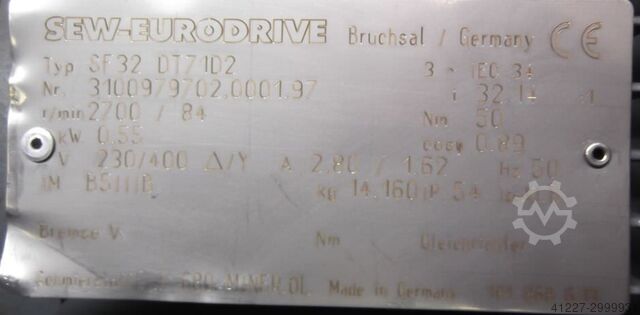 SEW-EURODRIVE Bruchsal / Germany CE
Typ SF32 DT71D2 3 ~ IEC 34
Nr. 3100979702.0001.97 i 32,14
r/min 2700 / 84 Nm 50
kW 0.55 cosφ 0.89
V 230/400 Δ/Y A 2.80 / 1.62 Hz 50
IM kg 14.160 IP 54
Bremse V Nm Gleichrichter
Made in Germany
41227-299993